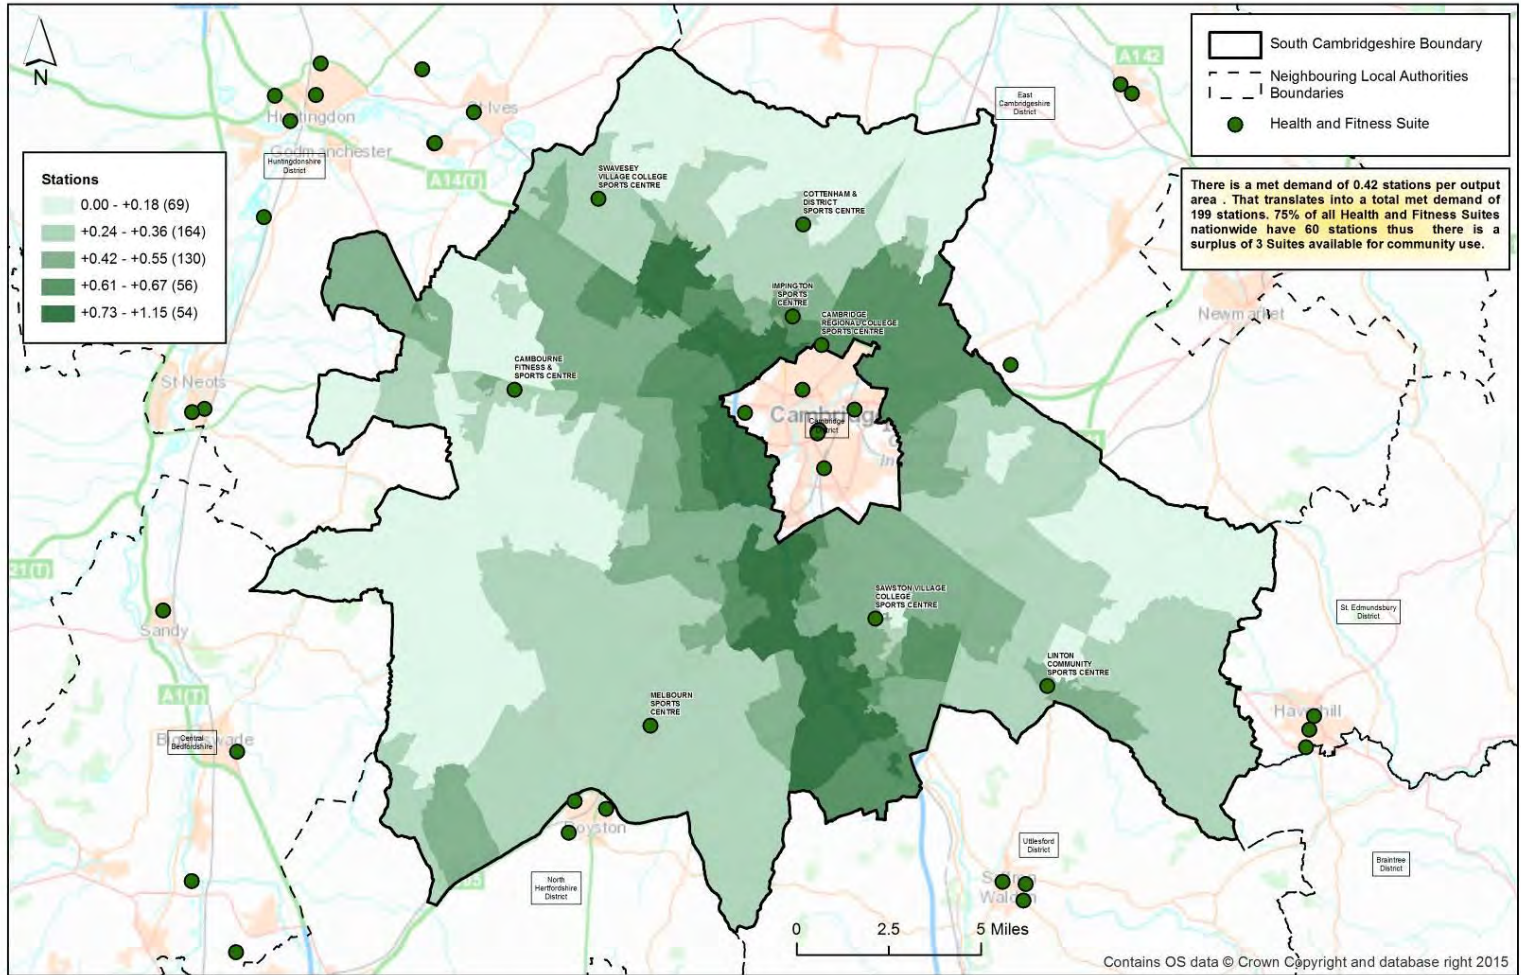 N
Stations
0.00 - +0.18 (69)
+0.24 - +0.36 (164)
+0.42 - +0.55 (130)
+0.61 - +0.67 (56)
+0.73 - +1.15 (54)
South Cambridgeshire Boundary
Neighbouring Local Authorities
Boundaries
Health and Fitness Suite
There is a met demand of 0.42 stations per output
area . That translates into a total met demand of
199 stations. 75% of all Health and Fitness Suites
nationwide have 60 stations thus there is a
surplus of 3 Suites available for community use.
A142
East
Cambridgeshire
District
Huntingdon
Godmanchester
Huntingdonshire
District
A14(T)
SWAVESEY
VILLAGE COLLEGE
SPORTS CENTRE
COTTENHAM &
DISTRICT
SPORTS CENTRE
IMPINGTON
SPORTS
CENTRE
CAMBRIDGE
REGIONAL COLLEGE
SPORTS CENTRE
Newmarket
CAMBOURNE
FITNESS &
SPORTS CENTRE
St Neots
Cambridge
Cambridge
District
SAWSTON VILLAGE
COLLEGE
SPORTS CENTRE
St. Edmundsbury
District
Sandy
LINTON
COMMUNITY
SPORTS CENTRE
A1(T)
MELBOURN
SPORTS
CENTRE
Central
Bedfordshire
Royston
North
Hertfordshire
District
Uttlesford
District
Braintree
District
0 2.5 5 Miles
Contains OS data © Crown Copyright and database right 2015